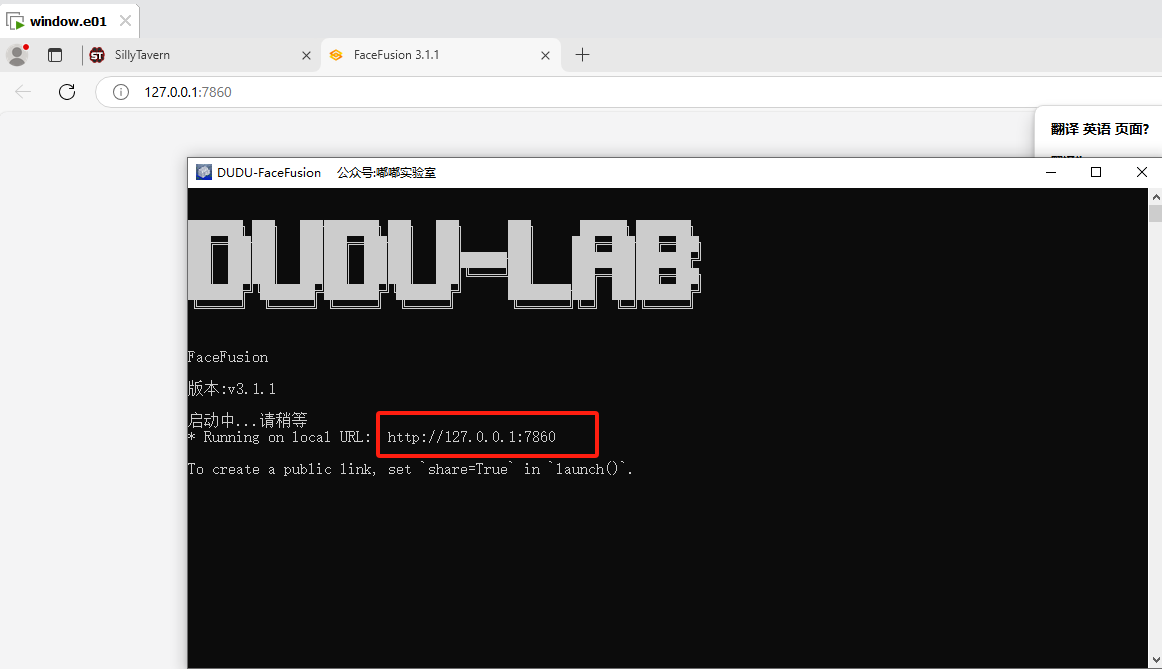 window.e01
SillyTavern
FaceFusion 3.1.1
127.0.0.1:7860
翻译 英语 页面?
DUDU-FaceFusion 公众号:嘟嘟实验室
DUDU-LAB
FaceFusion
版本:v3.1.1
启动中...请稍等
* Running on local URL: http://127.0.0.1:7860
To create a public link, set `share=True` in `launch()`.